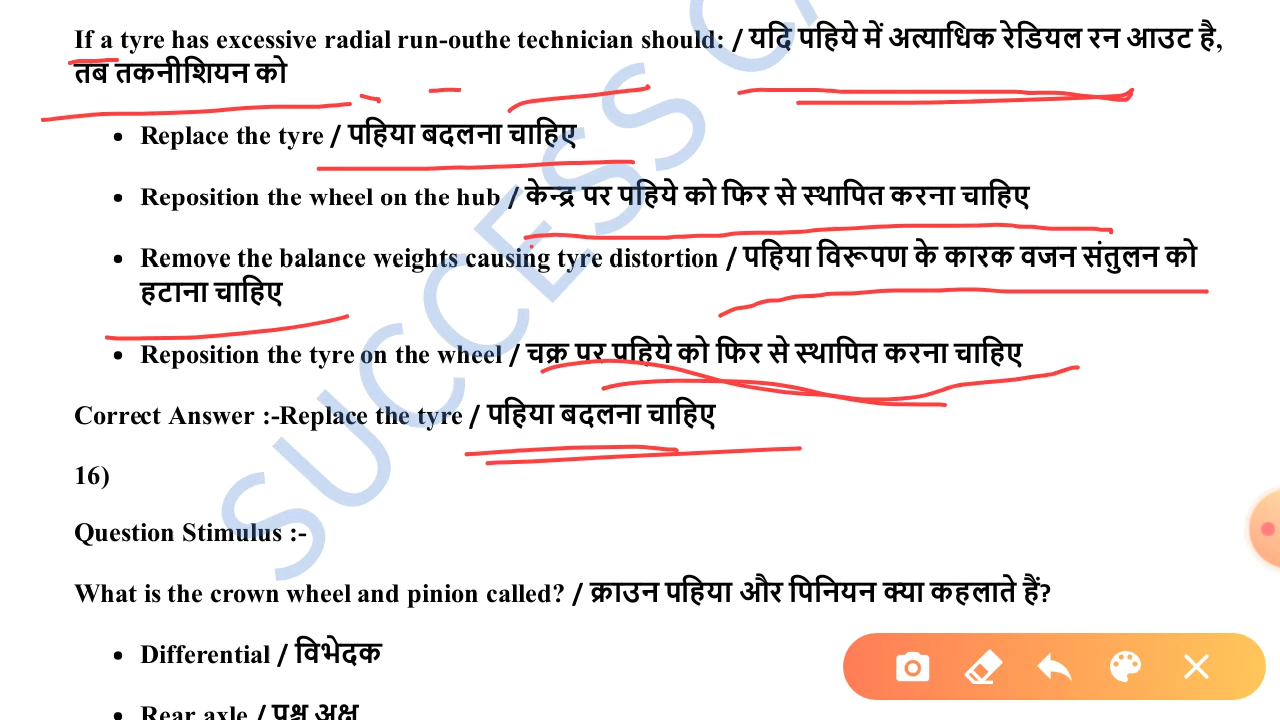 If a tyre has excessive radial run-outhe technician should: / यदि पहिये में अत्याधिक रेडियल रन आउट है,
तब तकनीशियन को
• Replace the tyre / पहिया बदलना चाहिए
• Reposition the wheel on the hub / केन्द्र पर पहिये को फिर से स्थापित करना चाहिए
• Remove the balance weights causing tyre distortion / पहिया विरूपण के कारक वजन संतुलन को
हटाना चाहिए
• Reposition the tyre on the wheel / चक्र पर पहिये को फिर से स्थापित करना चाहिए
Correct Answer :-Replace the tyre / पहिया बदलना चाहिए
16)
Question Stimulus :-
What is the crown wheel and pinion called? / क्राउन पहिया और पिनियन क्या कहलाते हैं?
• Differential / विभेदक
• Rear axle / पश्च अक्ष
SUCCESS